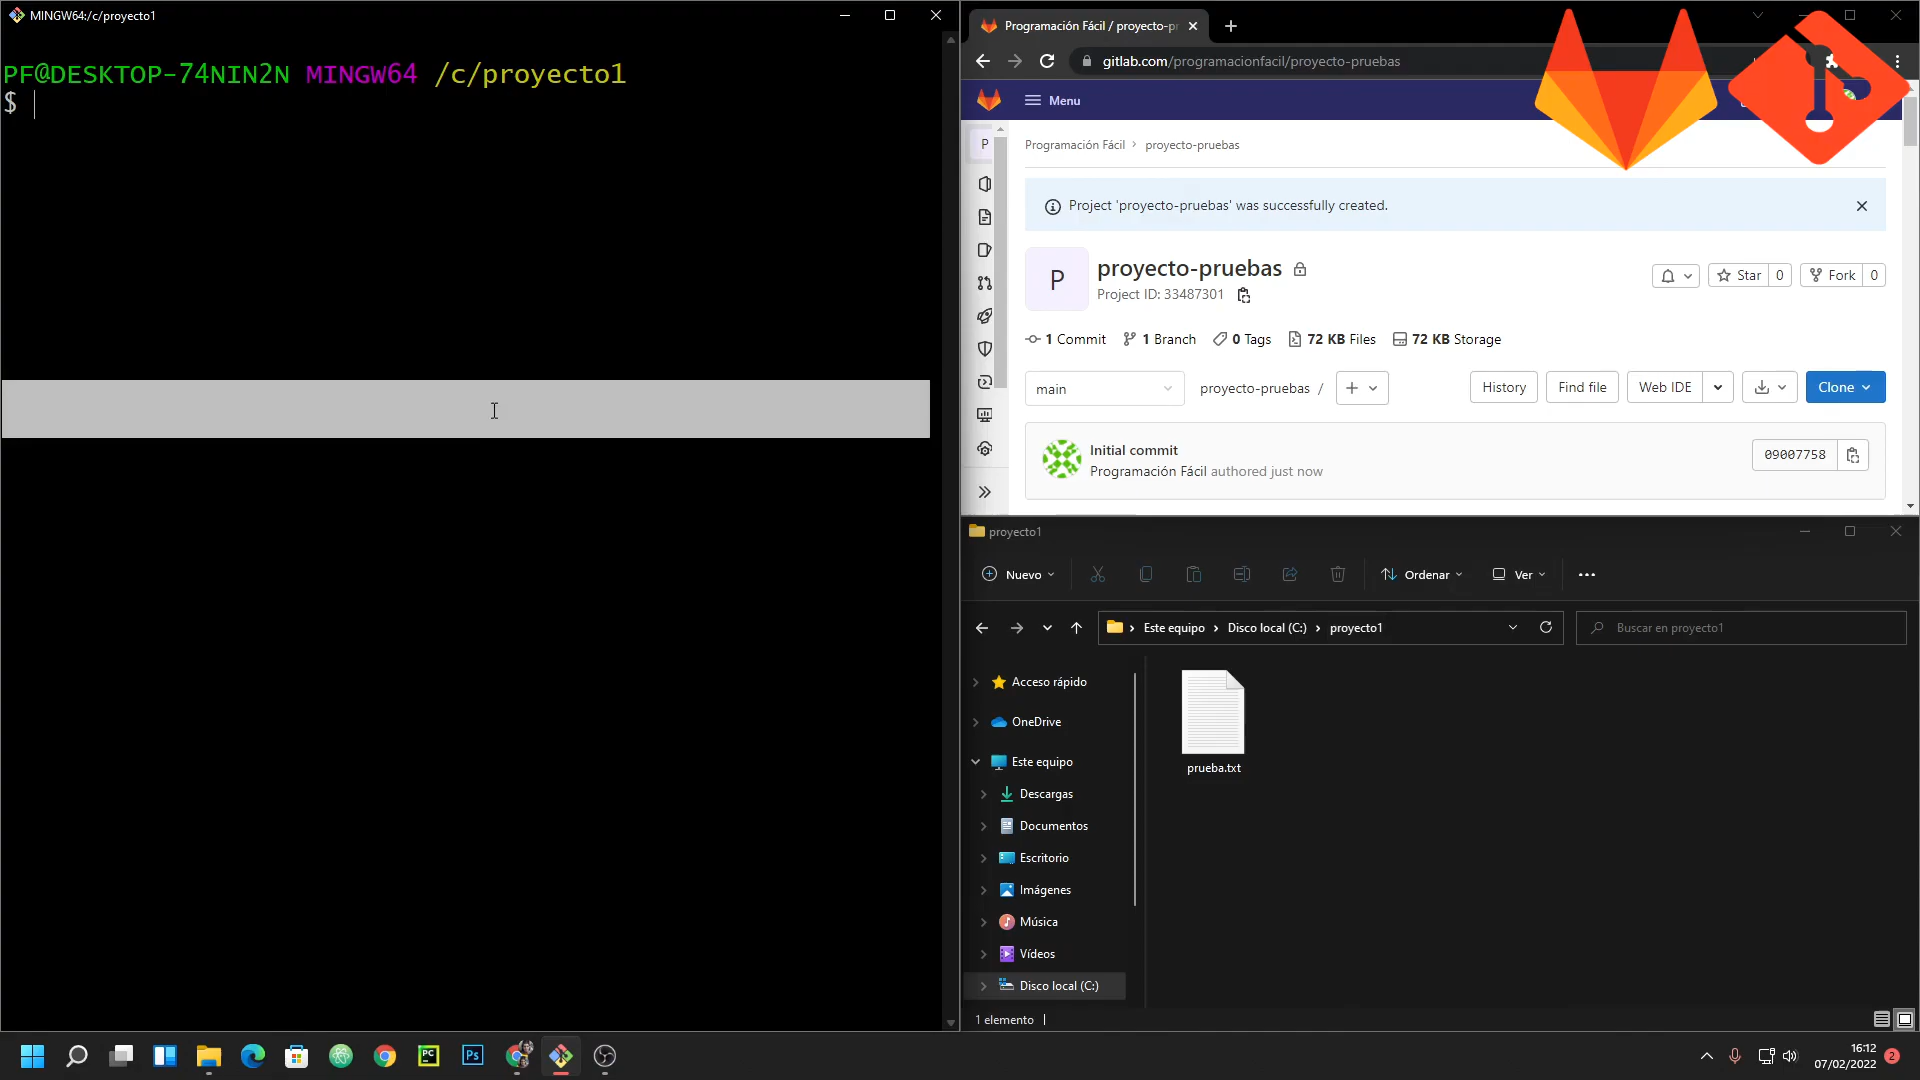 MINGW64:/c/proyecto1
PF@DESKTOP-74NIN2N MINGW64 /c/proyecto1
$
Programación Fácil / proyecto-pr
gitlab.com/programacionfacil/proyecto-pruebas
Menu
P
Programación Fácil › proyecto-pruebas
Project 'proyecto-pruebas' was successfully created.
P
proyecto-pruebas
Project ID: 33487301
Star 0
Fork 0
1 Commit 1 Branch 0 Tags 72 KB Files 72 KB Storage
main
proyecto-pruebas /
History
Find file
Web IDE
Clone
Initial commit
Programación Fácil authored just now
09007758
proyecto1
Nuevo
Ordenar
Ver
Este equipo › Disco local (C:) › proyecto1
Buscar en proyecto1
Acceso rápido
OneDrive
Este equipo
Descargas
Documentos
Escritorio
Imágenes
Música
Vídeos
Disco local (C:)
prueba.txt
1 elemento
PC
Ps
16:12
07/02/2022
2